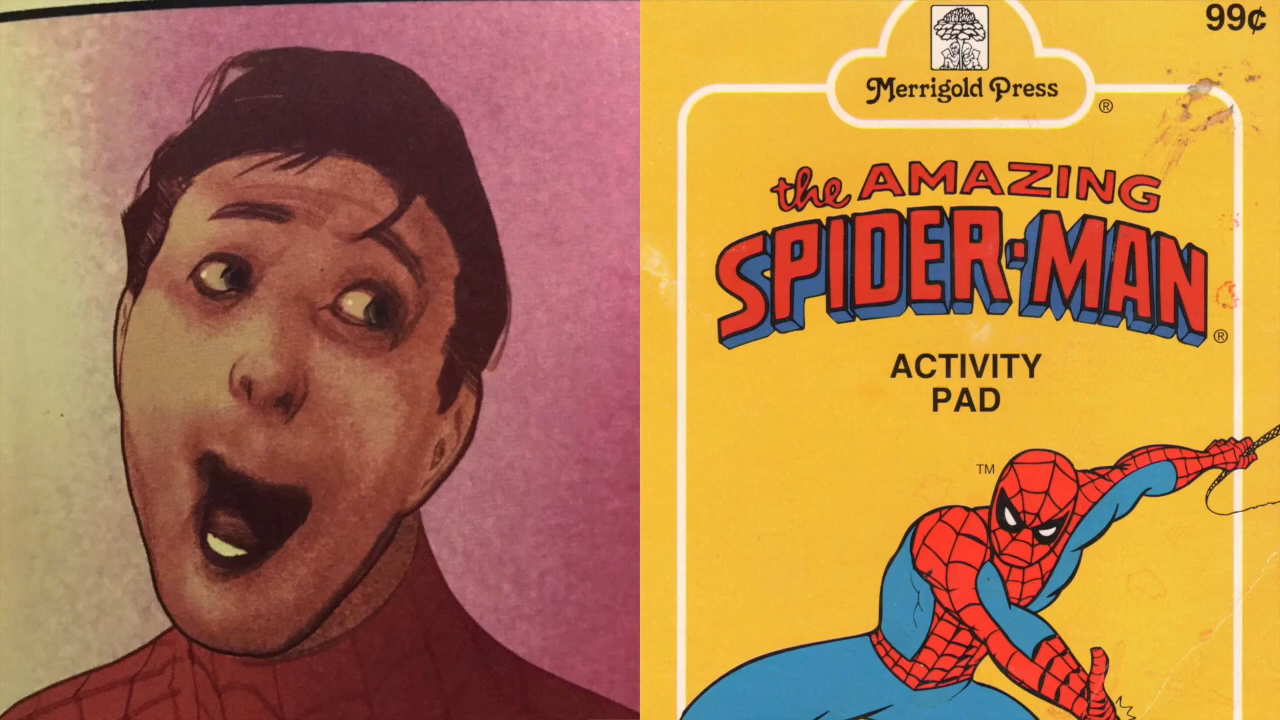 99¢
Merrigold Press
®
the AMAZING
SPIDER-MAN
®
ACTIVITY
PAD
TM